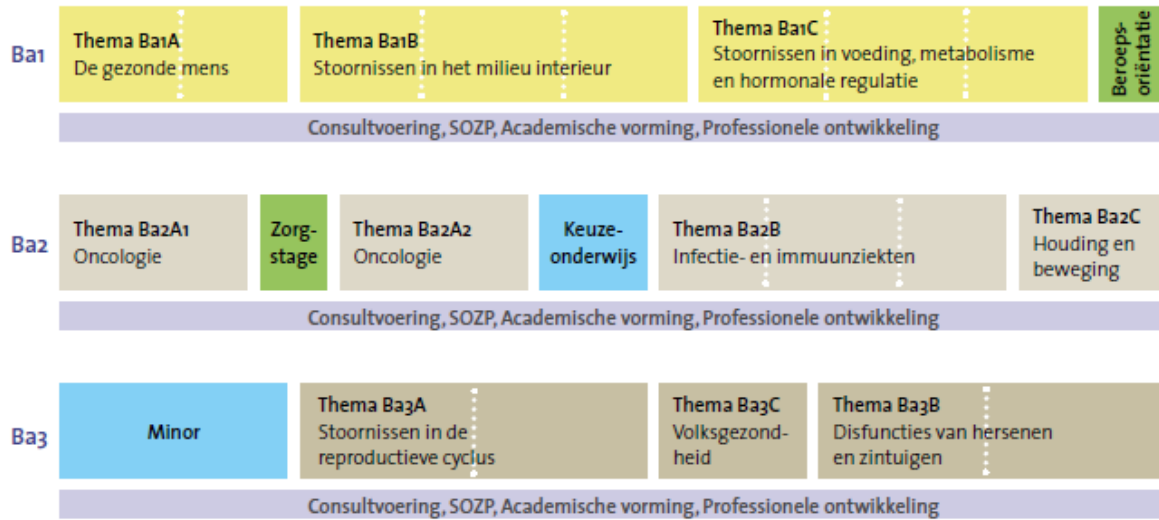 Ba1
Thema Ba1A
De gezonde mens
Thema Ba1B
Stoornissen in het milieu interieur
Thema Ba1C
Stoornissen in voeding, metabolisme
en hormonale regulatie
Beroeps-
oriëntatie
Consultvoering, SOZP, Academische vorming, Professionele ontwikkeling
Ba2
Thema Ba2A1
Oncologie
Zorg-
stage
Thema Ba2A2
Oncologie
Keuze-
onderwijs
Thema Ba2B
Infectie- en immuunziekten
Thema Ba2C
Houding en
beweging
Consultvoering, SOZP, Academische vorming, Professionele ontwikkeling
Ba3
Minor
Thema Ba3A
Stoornissen in de
reproductieve cyclus
Thema Ba3C
Volksgezond-
heid
Thema Ba3B
Disfuncties van hersenen
en zintuigen
Consultvoering, SOZP, Academische vorming, Professionele ontwikkeling